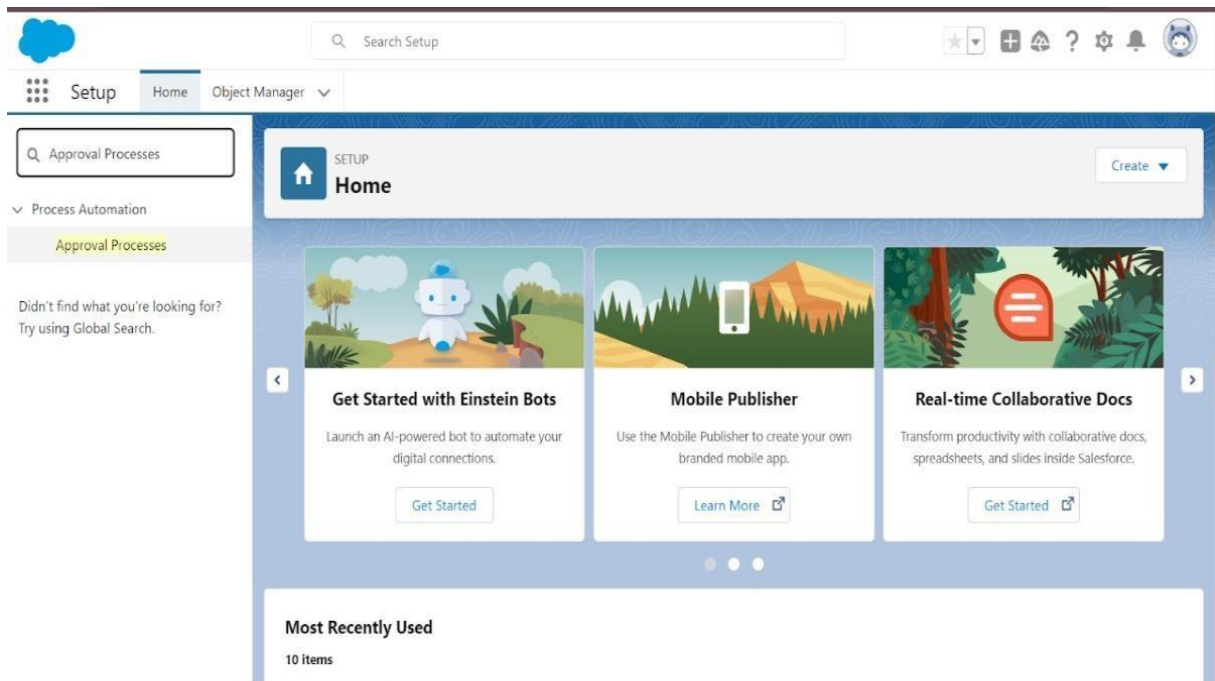 Search Setup
Setup
Home
Object Manager
Approval Processes
Process Automation
Approval Processes
Didn't find what you're looking for?
Try using Global Search.
SETUP
Home
Create
Get Started with Einstein Bots
Launch an AI-powered bot to automate your
digital connections.
Get Started
Mobile Publisher
Use the Mobile Publisher to create your own
branded mobile app.
Learn More
Real-time Collaborative Docs
Transform productivity with collaborative docs,
spreadsheets, and slides inside Salesforce.
Get Started
Most Recently Used
10 items